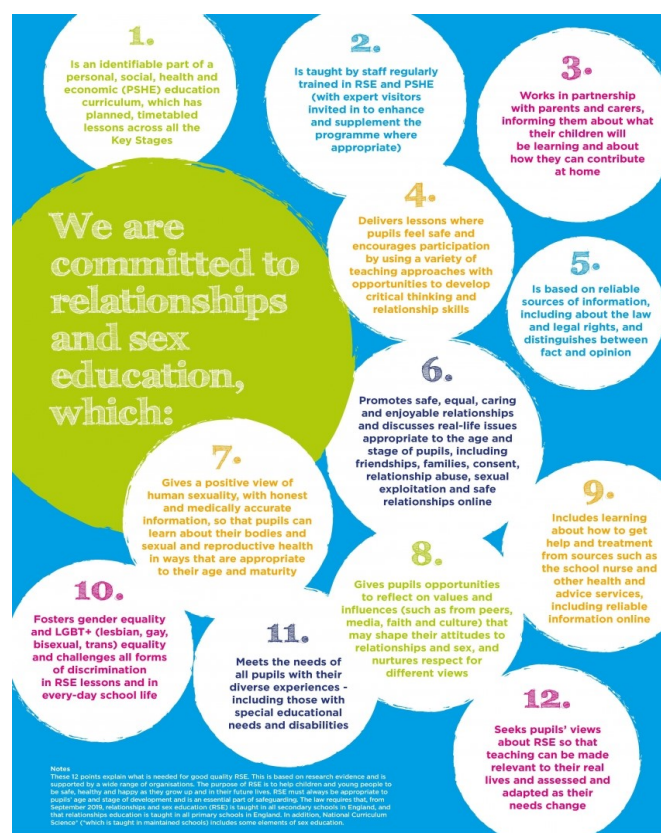 1.
Is an identifiable part of a
personal, social, health and
economic (PSHE) education
curriculum, which has
planned, timetabled
lessons across all the
Key Stages
2.
Is taught by staff regularly
trained in RSE and PSHE
(with expert visitors
invited in to enhance
and supplement the
programme where
appropriate)
3.
Works in partnership
with parents and carers,
informing them about what
their children will
be learning and about
how they can contribute
at home
We are
committed to
relationships
and sex
education,
which:
4.
Delivers lessons where
pupils feel safe and
encourages participation
by using a variety of
teaching approaches with
opportunities to develop
critical thinking and
relationship skills
5.
Is based on reliable
sources of information,
including about the law
and legal rights, and
distinguishes between
fact and opinion
6.
Promotes safe, equal, caring
and enjoyable relationships
and discusses real-life issues
appropriate to the age and
stage of pupils, including
friendships, families, consent,
relationship abuse, sexual
exploitation and safe
relationships online
7.
Gives a positive view of
human sexuality, with honest
and medically accurate
information, so that pupils can
learn about their bodies and
sexual and reproductive health
in ways that are appropriate
to their age and maturity
8.
Gives pupils opportunities
to reflect on values and
influences (such as from peers,
media, faith and culture) that
may shape their attitudes to
relationships and sex, and
nurtures respect for
different views
9.
Includes learning
about how to get
help and treatment
from sources such as
the school nurse and
other health and
advice services,
including reliable
information online
10.
Fosters gender equality
and LGBT+ (lesbian, gay,
bisexual, trans) equality
and challenges all forms
of discrimination
in RSE lessons and in
every-day school life
11.
Meets the needs of
all pupils with their
diverse experiences -
including those with
special educational
needs and disabilities
12.
Seeks pupils' views
about RSE so that
teaching can be made
relevant to their real
lives and assessed and
adapted as their
needs change
Notes
These 12 points explain what is needed for good quality RSE. This is based on research evidence and is
supported by a wide range of organisations. The purpose of RSE is to help children and young people to
be safe, healthy and happy as they grow up and in their future lives. RSE must always be appropriate to
pupils' age and stage of development and is an essential part of safeguarding. The law requires that, from
September 2019, relationships and sex education (RSE) is taught in all secondary schools in England, and
that relationships education is taught in all primary schools in England. In addition, National Curriculum
Science* (*which is taught in maintained schools) includes some elements of sex education.